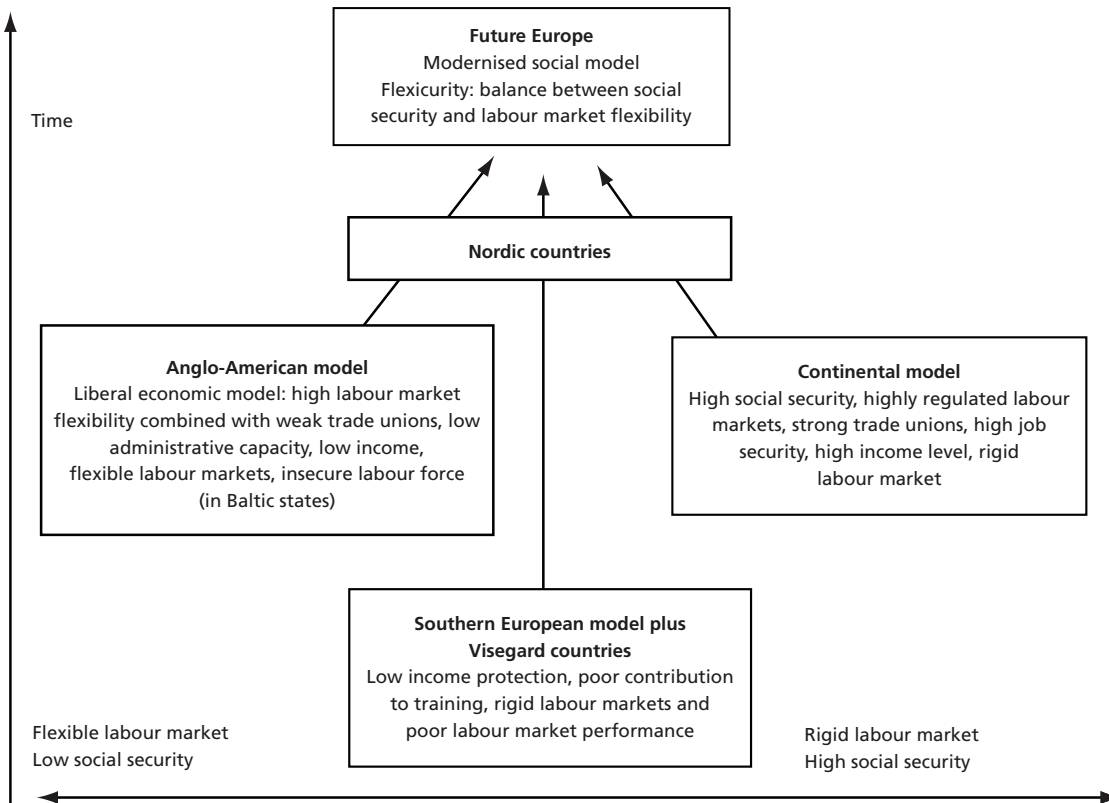 Future Europe
Modernised social model
Flexicurity: balance between social
security and labour market flexibility
Time
Nordic countries
Anglo-American model
Liberal economic model: high labour market
flexibility combined with weak trade unions, low
administrative capacity, low income,
flexible labour markets, insecure labour force
(in Baltic states)
Continental model
High social security, highly regulated labour
markets, strong trade unions, high job
security, high income level, rigid
labour market
Southern European model plus
Visegard countries
Low income protection, poor contribution
to training, rigid labour markets and
poor labour market performance
Flexible labour market
Low social security
Rigid labour market
High social security